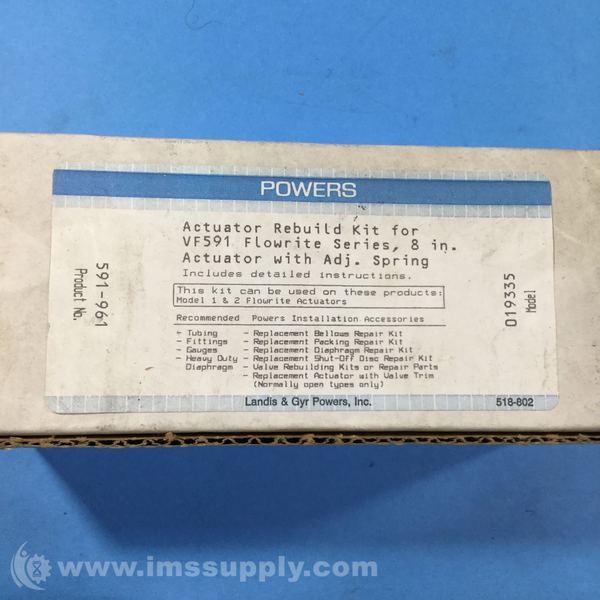 POWERS
Actuator Rebuild Kit for
VF591 Flowrite Series, 8 in.
Actuator with Adj. Spring
Includes detailed instructions.
This kit can be used on these products:
Model 1 & 2 Flowrite Actuators
Recommended Powers Installation Accessories
+ Tubing - Replacement Bellows Repair Kit
- Fittings - Replacement Packing Repair Kit
- Gauges - Replacement Diaphragm Repair Kit
- Heavy Duty - Replacement Shut-Off Disc Repair Kit
Diaphragm - Valve Rebuilding Kits or Repair Parts
- Replacement Actuator with Valve Trim
(Normally open types only)
Landis & Gyr Powers, Inc. 518-802
591-961
Product No.
019335
Model
www.imssupply.com